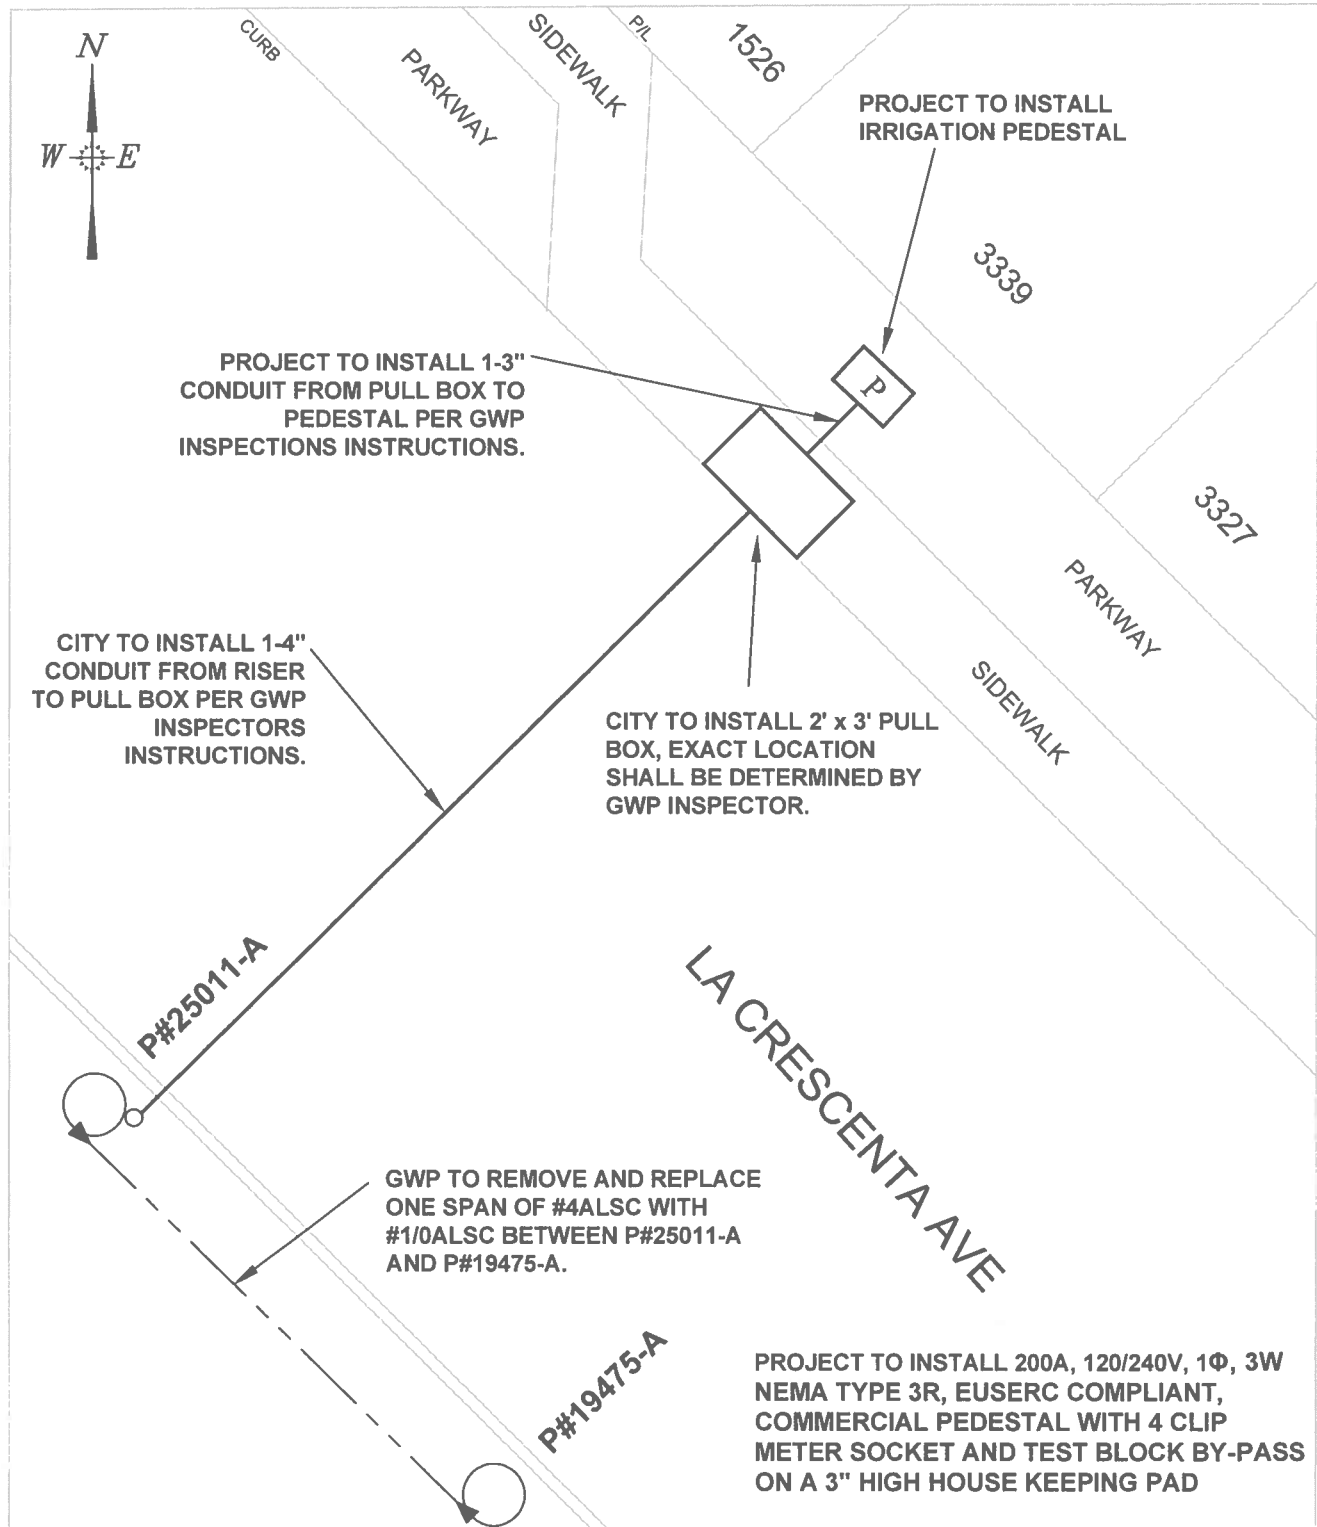 N
W E
CURB
PARKWAY
SIDEWALK
P/L
1526
PROJECT TO INSTALL
IRRIGATION PEDESTAL
3339
PROJECT TO INSTALL 1-3"
CONDUIT FROM PULL BOX TO
PEDESTAL PER GWP
INSPECTIONS INSTRUCTIONS.
P
3327
PARKWAY
SIDEWALK
CITY TO INSTALL 1-4"
CONDUIT FROM RISER
TO PULL BOX PER GWP
INSPECTORS
INSTRUCTIONS.
CITY TO INSTALL 2' x 3' PULL
BOX, EXACT LOCATION
SHALL BE DETERMINED BY
GWP INSPECTOR.
P#25011-A
LA CRESCENTA AVE
GWP TO REMOVE AND REPLACE
ONE SPAN OF #4ALSC WITH
#1/0ALSC BETWEEN P#25011-A
AND P#19475-A.
P#19475-A
PROJECT TO INSTALL 200A, 120/240V, 1Φ, 3W
NEMA TYPE 3R, EUSERC COMPLIANT,
COMMERCIAL PEDESTAL WITH 4 CLIP
METER SOCKET AND TEST BLOCK BY-PASS
ON A 3" HIGH HOUSE KEEPING PAD